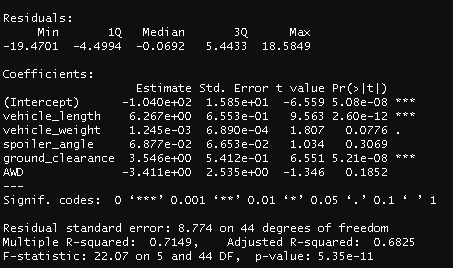 Residuals:
Min 1Q Median 3Q Max
-19.4701 -4.4994 -0.0692 5.4433 18.5849
Coefficients:
Estimate Std. Error t value Pr(>|t|)
(Intercept) -1.040e+02 1.585e+01 -6.559 5.08e-08 ***
vehicle_length 6.267e+00 6.553e-01 9.563 2.60e-12 ***
vehicle_weight 1.245e-03 6.890e-04 1.807 0.0776 .
spoiler_angle 6.877e-02 6.653e-02 1.034 0.3069
ground_clearance 3.546e+00 5.412e-01 6.551 5.21e-08 ***
AWD -3.411e+00 2.535e+00 -1.346 0.1852
---
Signif. codes: 0 ‘***’ 0.001 ‘**’ 0.01 ‘*’ 0.05 ‘.’ 0.1 ‘ ’ 1
Residual standard error: 8.774 on 44 degrees of freedom
Multiple R-squared: 0.7149, Adjusted R-squared: 0.6825
F-statistic: 22.07 on 5 and 44 DF, p-value: 5.35e-11